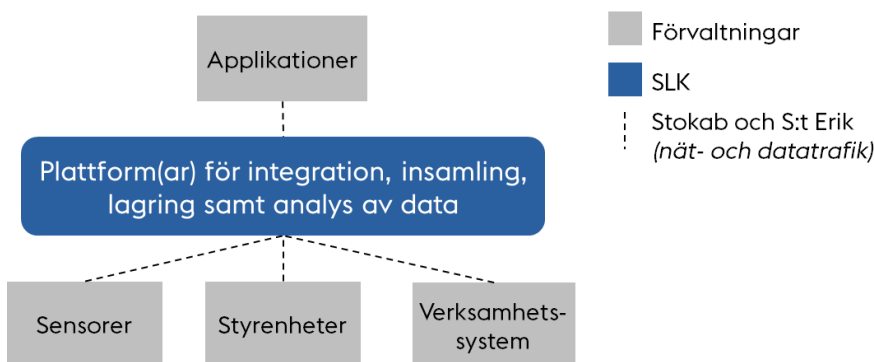 Applikationer
Plattform(ar) för integration, insamling,
lagring samt analys av data
Sensorer
Styrenheter
Verksamhets-
system
Förvaltningar
SLK
Stokab och S:t Erik
(nät- och datatrafik)